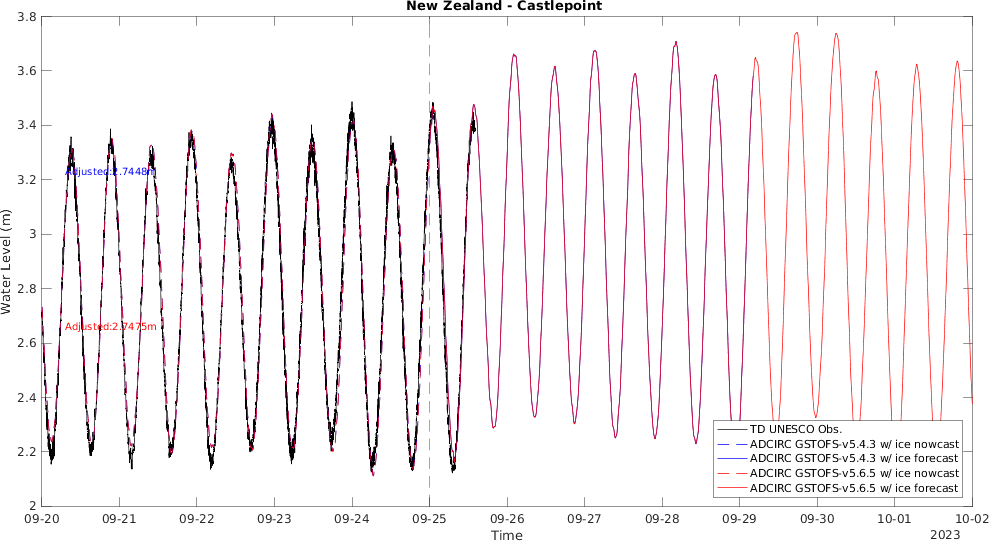 New Zealand - Castlepoint
3.8
3.6
3.4
3.2
3
2.8
2.6
2.4
2.2
2
Water Level (m)
Adjusted:2.7448m
Adjusted:2.7475m
TD UNESCO Obs.
ADCIRC GSTOFS-v5.4.3 w/ ice nowcast
ADCIRC GSTOFS-v5.4.3 w/ ice forecast
ADCIRC GSTOFS-v5.6.5 w/ ice nowcast
ADCIRC GSTOFS-v5.6.5 w/ ice forecast
09-20 09-21 09-22 09-23 09-24 09-25 09-26 09-27 09-28 09-29 09-30 10-01 10-02
Time
2023